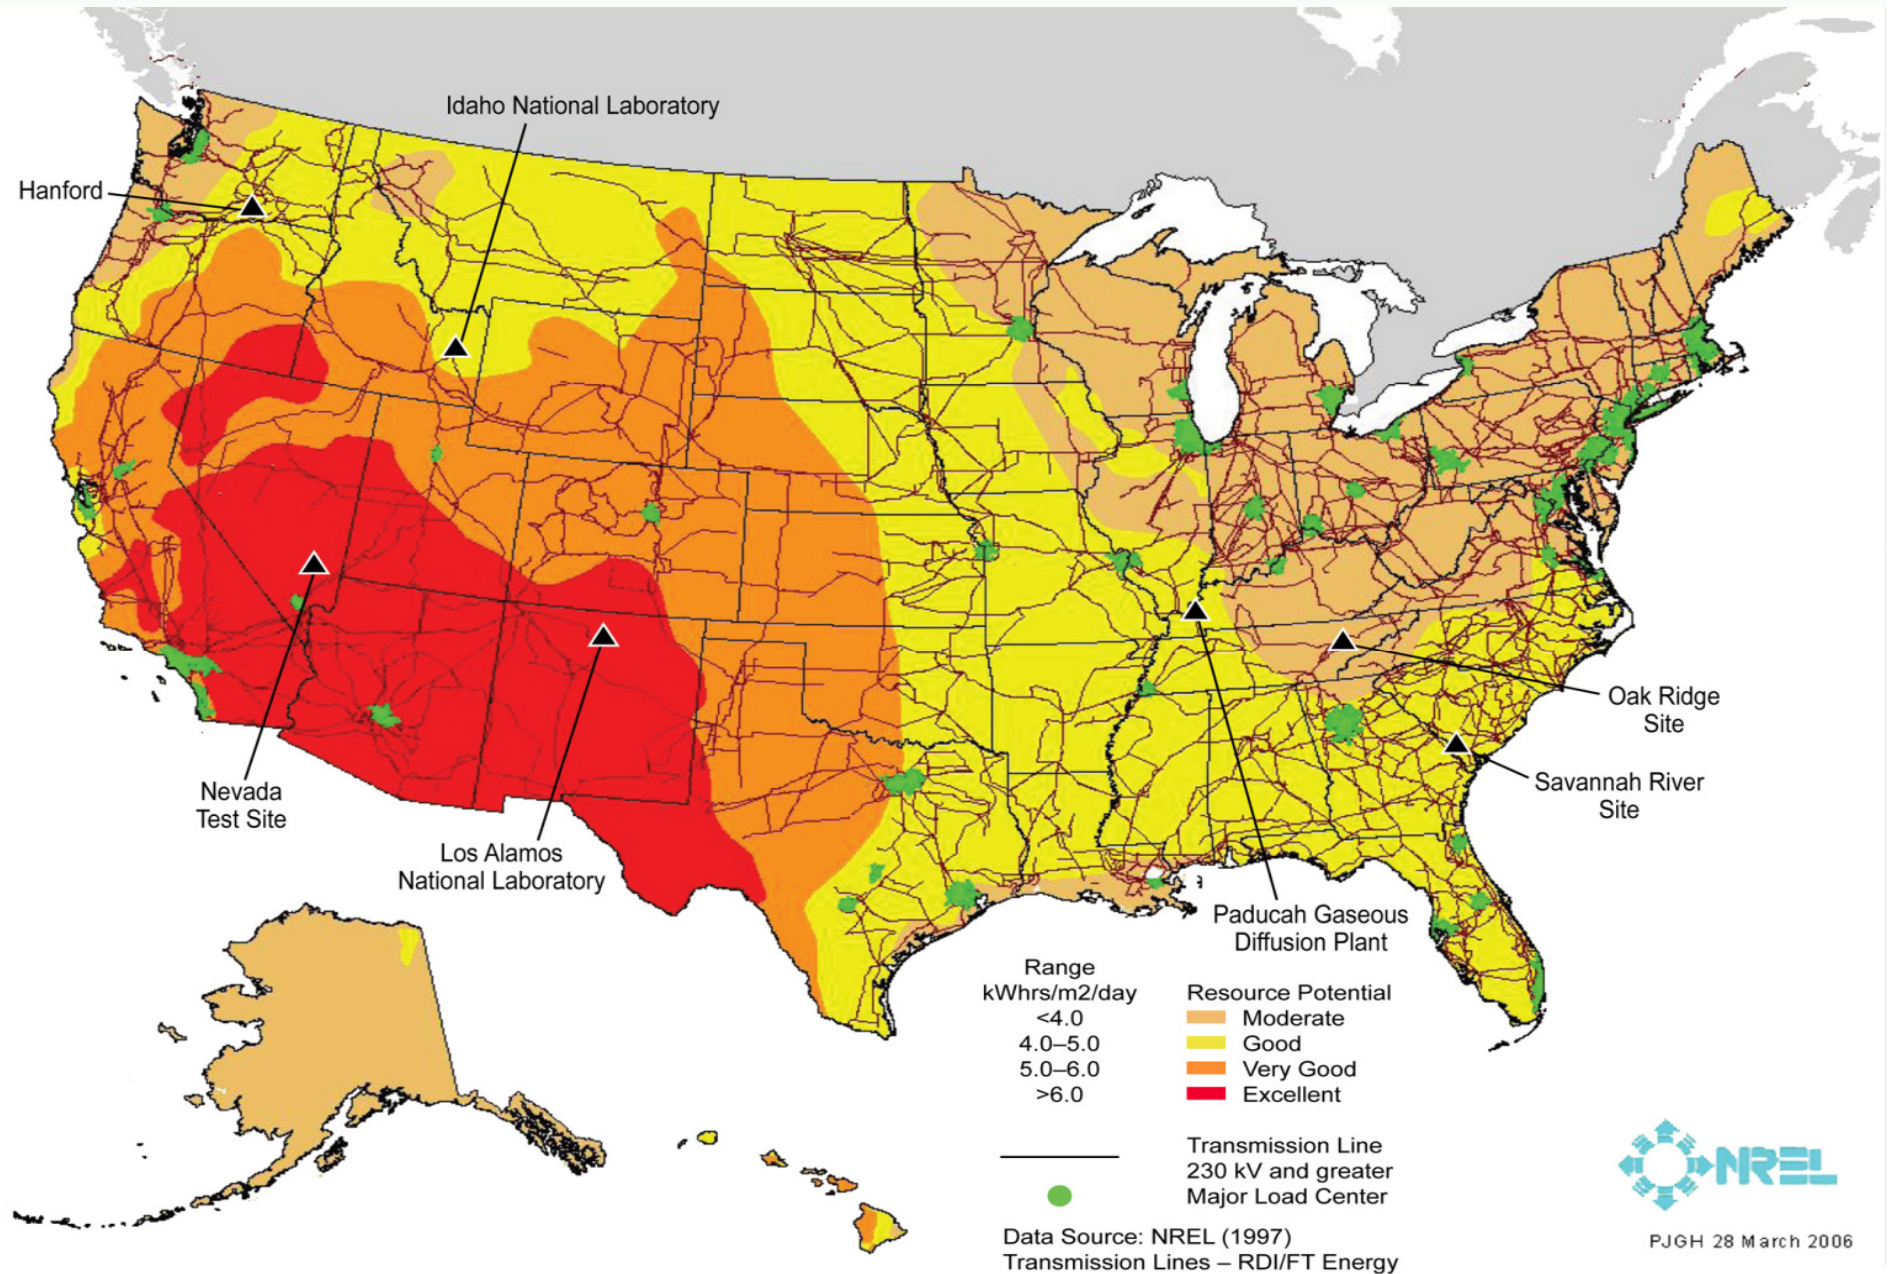 Idaho National Laboratory
Hanford
Oak Ridge
Site
Savannah River
Site
Nevada
Test Site
Los Alamos
National Laboratory
Paducah Gaseous
Diffusion Plant
Range
kWhrs/m2/day
Resource Potential
<4.0
Moderate
4.0–5.0
Good
5.0–6.0
Very Good
>6.0
Excellent
Transmission Line
230 kV and greater
Major Load Center
Data Source: NREL (1997)
Transmission Lines – RDI/FT Energy
NREL
PJGH 28 March 2006